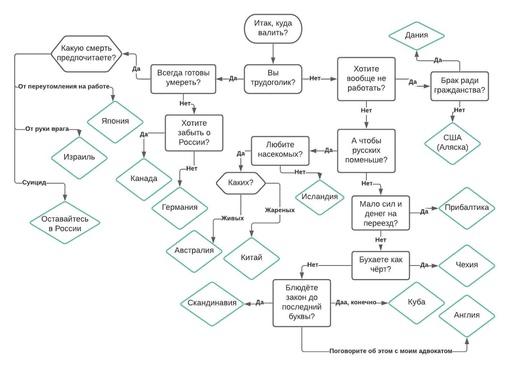 Итак, куда
валить?
Какую смерть
предпочитаете?
Да
Всегда готовы
умереть?
Да
Вы
трудоголик?
Нет
Хотите
вообще не
работать?
Да
Брак ради
гражданства?
Да
Дания
Нет
США
(Аляска)
От переутомления на работе
Япония
От руки врага
Израиль
Суицид
Оставайтесь
в России
Нет
Хотите
забыть о
России?
Да
Канада
Нет
Германия
Нет
А чтобы
русских
поменьше?
Да
Любите
насекомых?
Да
Нет
Исландия
Каких?
Живых
Жареных
Австралия
Китай
Нет
Мало сил и
денег на
переезд?
Да
Прибалтика
Нет
Бухаете как
чёрт?
Да
Чехия
Нет
Блюдёте
закон до
последний
буквы?
Да
Скандинавия
Даа, конечно
Куба
Англия
Поговорите об этом с моим адвокатом